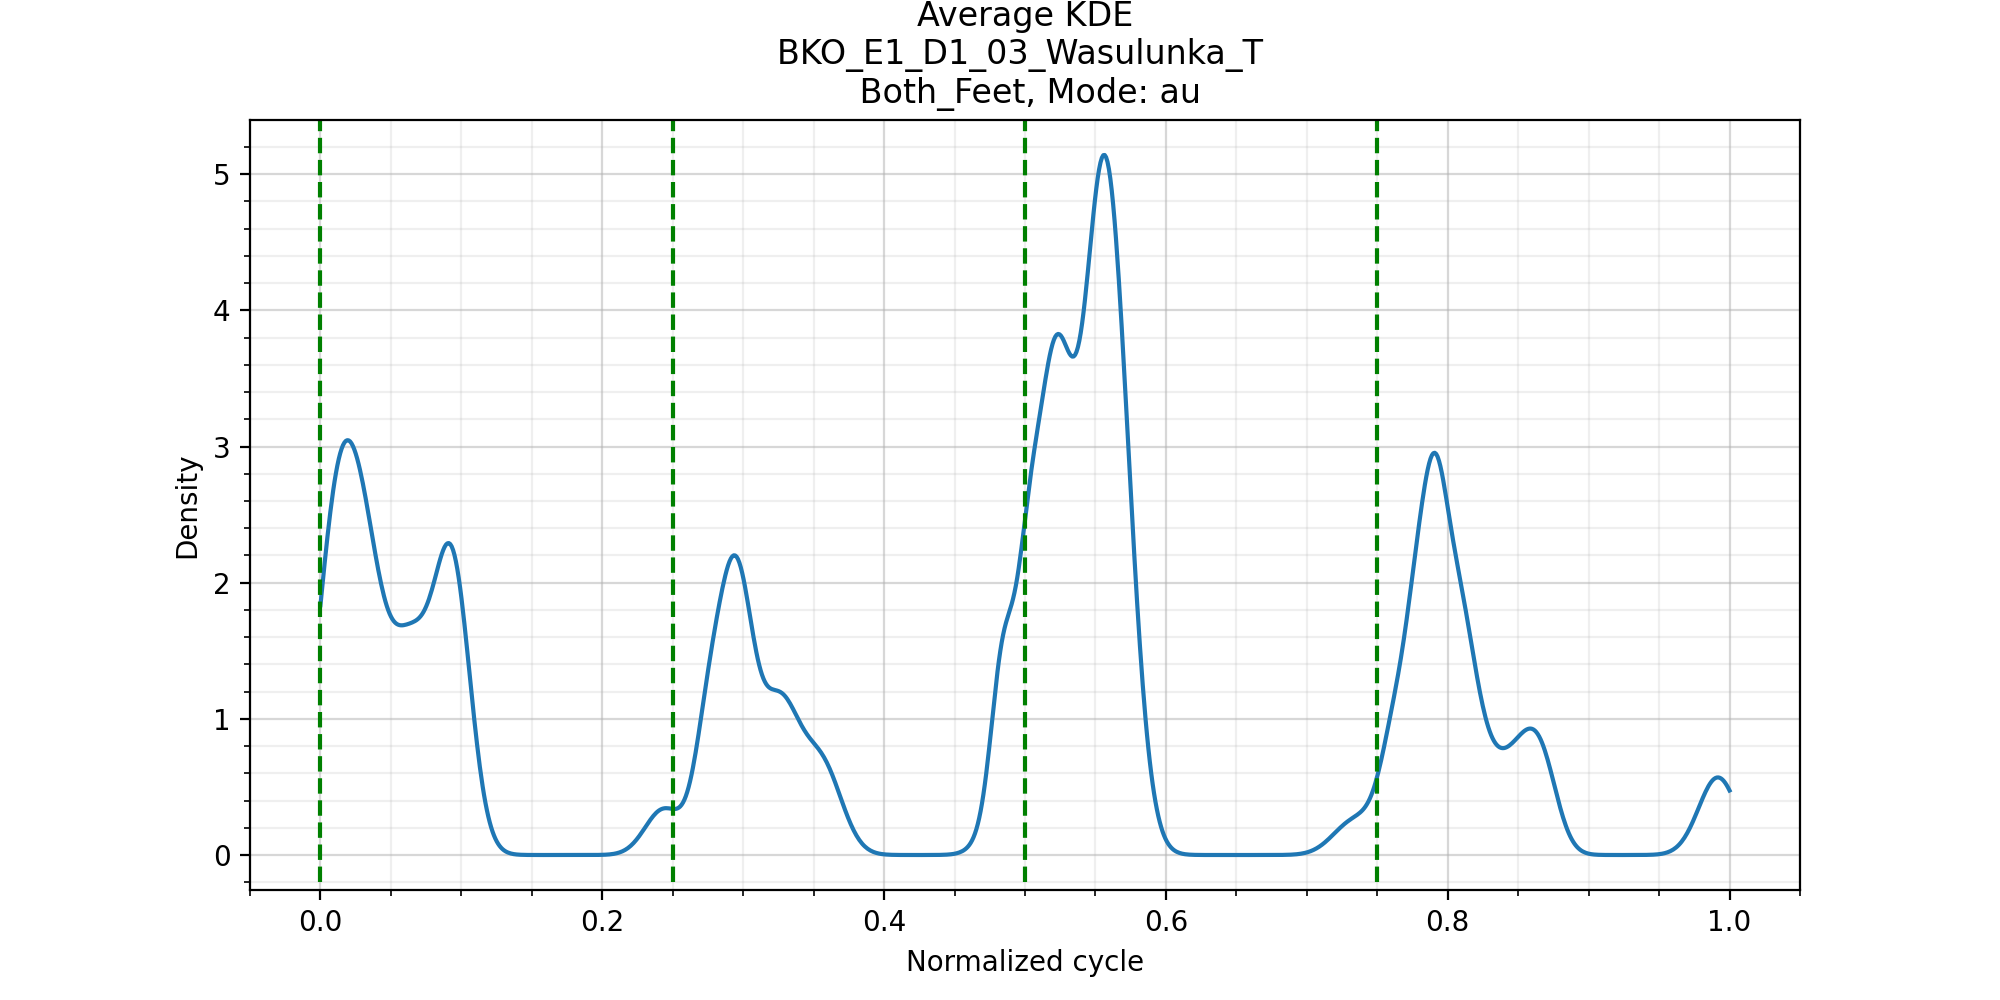 Average KDE
BKO_E1_D1_03_Wasulunka_T
Both_Feet, Mode: au
5
4
3
2
1
0
Density
0.0 0.2 0.4 0.6 0.8 1.0
Normalized cycle